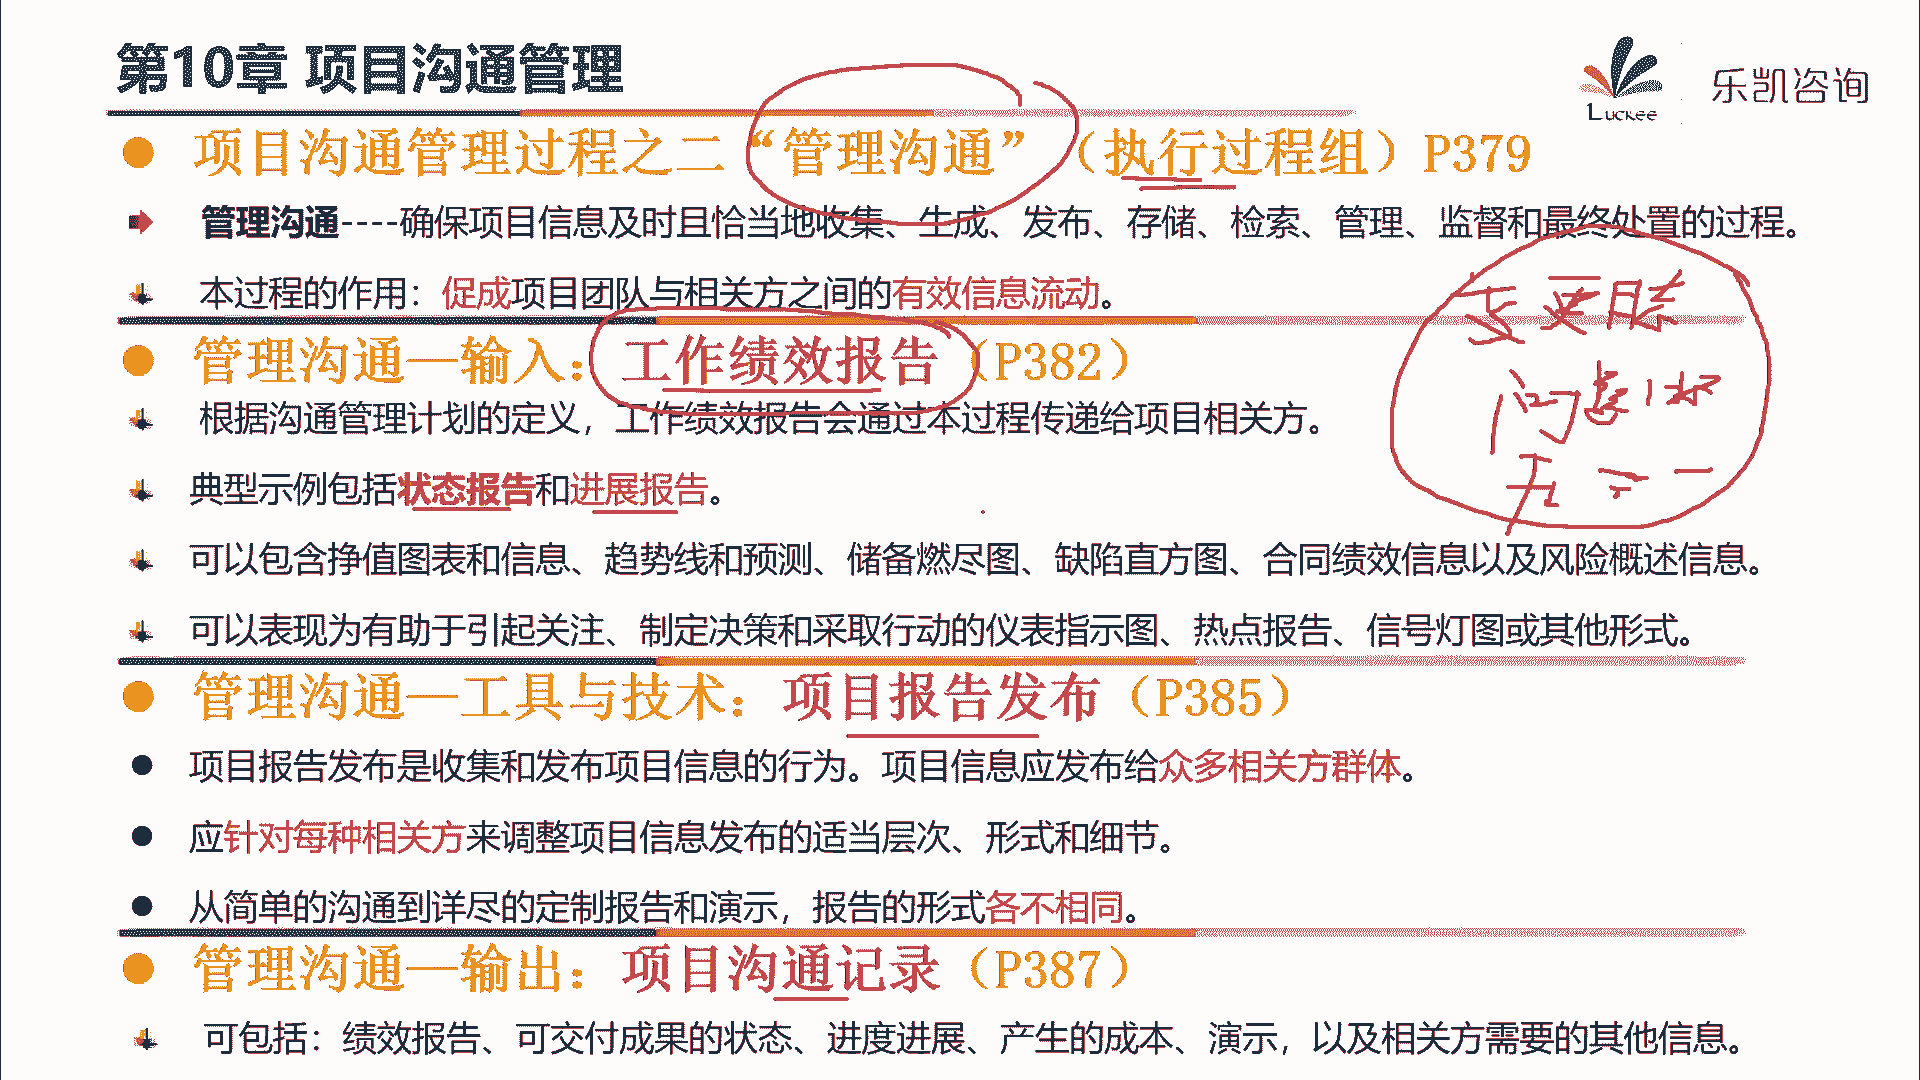 第10章 项目沟通管理
Luckee
乐凯咨询
项目沟通管理过程之二“管理沟通”（执行过程组）P379
管理沟通----确保项目信息及时且恰当地收集、生成、发布、存储、检索、管理、监督和最终处置的过程。
本过程的作用：促成项目团队与相关方之间的有效信息流动。
管理沟通—输入：工作绩效报告（P382）
根据沟通管理计划的定义，工作绩效报告会通过本过程传递给项目相关方。
典型示例包括状态报告和进展报告。
可以包含挣值图表和信息、趋势线和预测、储备燃尽图、缺陷直方图、合同绩效信息以及风险概述信息。
可以表现为有助于引起关注、制定决策和采取行动的仪表指示图、热点报告、信号灯图或其他形式。
管理沟通—工具与技术：项目报告发布（P385）
项目报告发布是收集和发布项目信息的行为。项目信息应发布给众多相关方群体。
应针对每种相关方来调整项目信息发布的适当层次、形式和细节。
从简单的沟通到详尽的定制报告和演示，报告的形式各不相同。
管理沟通—输出：项目沟通记录（P387）
可包括：绩效报告、可交付成果的状态、进度进展、产生的成本、演示，以及相关方需要的其他信息。